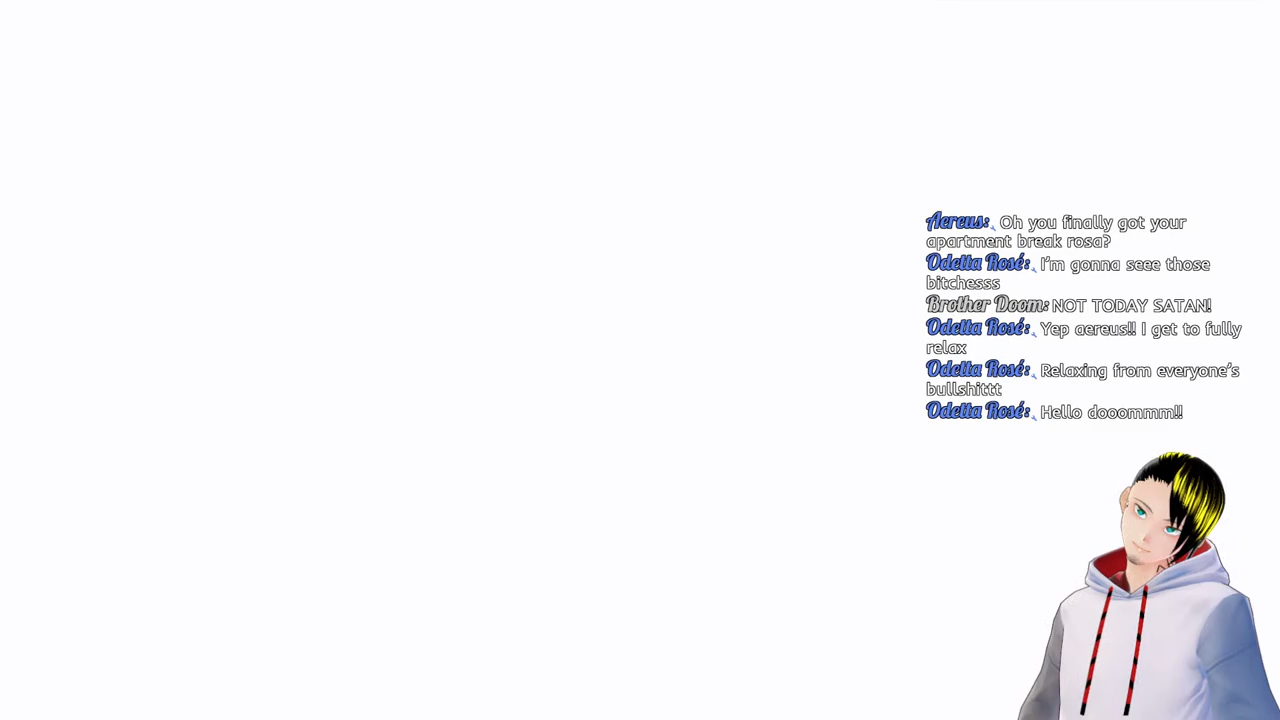 Aereus: Oh you finally got your
apartment break rosa?
Odetta Rosé: I'm gonna seee those
bitchesss
Brother Doom: NOT TODAY SATAN!
Odetta Rosé: Yep aereus!! I get to fully
relax
Odetta Rosé: Relaxing from everyone's
bullshittt
Odetta Rosé: Hello dooommm!!